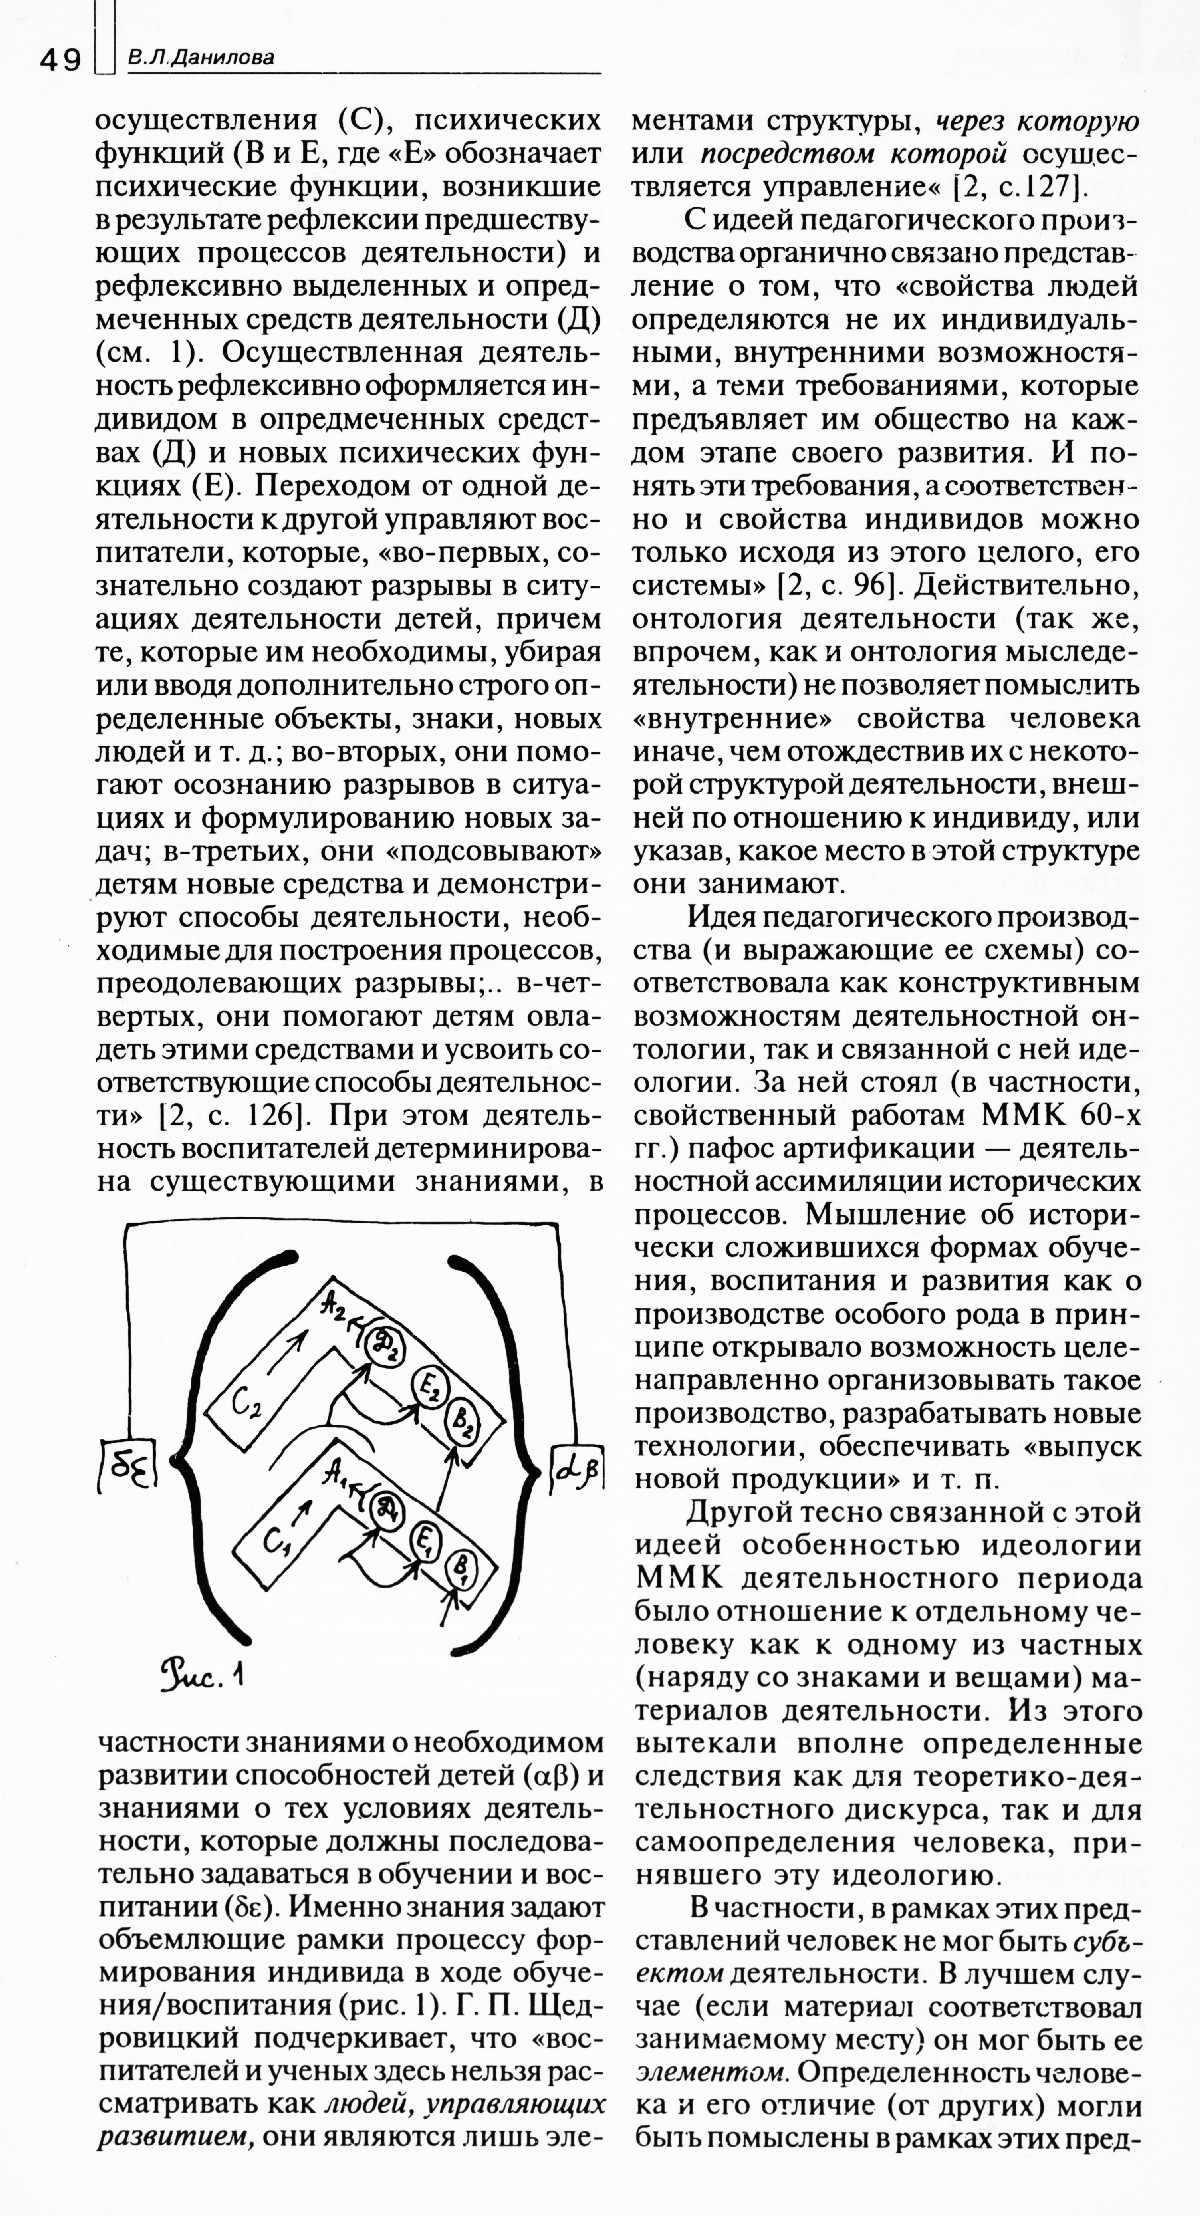 49
В.Л.Данилова
осуществления (С), психических
функций (В и Е, где «Е» обозначает
психические функции, возникшие
в результате рефлексии предшеству-
ющих процессов деятельности) и
рефлексивно выделенных и опред-
меченных средств деятельности (Д)
(см. 1). Осуществленная деятель-
ность рефлексивно оформляется ин-
дивидом в опредмеченных средст-
вах (Д) и новых психических фун-
кциях (Е). Переходом от одной де-
ятельности к другой управляют вос-
питатели, которые, «во-первых, со-
знательно создают разрывы в ситу-
ациях деятельности детей, причем
те, которые им необходимы, убирая
или вводя дополнительно строго оп-
ределенные объекты, знаки, новых
людей и т. д.; во-вторых, они помо-
гают осознанию разрывов в ситуа-
циях и формулированию новых за-
дач; в-третьих, они «подсовывают»
детям новые средства и демонстри-
руют способы деятельности, необ-
ходимые для построения процессов,
преодолевающих разрывы;.. в-чет-
вертых, они помогают детям овла-
деть этими средствами и усвоить со-
ответствующие способы деятельнос-
ти» [2, с. 126]. При этом деятель-
ность воспитателей детерминирова-
на существующими знаниями, в
A₂
Д₂
E₂
B₂
C₂
δε
αβ
A₁
Д₁
E₁
B₁
C₁
Рис. 1
частности знаниями о необходимом
развитии способностей детей (αβ) и
знаниями о тех условиях деятель-
ности, которые должны последова-
тельно задаваться в обучении и вос-
питании (δε). Именно знания задают
объемлющие рамки процессу фор-
мирования индивида в ходе обуче-
ния/воспитания (рис. 1). Г. П. Щед-
ровицкий подчеркивает, что «вос-
питателей и ученых здесь нельзя рас-
сматривать как людей, управляющих
развитием, они являются лишь эле-
ментами структуры, через которую
или посредством которой осущес-
твляется управление« [2, с.127].
С идеей педагогического произ-
водства органично связано представ-
ление о том, что «свойства людей
определяются не их индивидуаль-
ными, внутренними возможностя-
ми, а теми требованиями, которые
предъявляет им общество на каж-
дом этапе своего развития. И по-
нять эти требования, а соответствен-
но и свойства индивидов можно
только исходя из этого целого, его
системы» [2, с. 96]. Действительно,
онтология деятельности (так же,
впрочем, как и онтология мыследе-
ятельности) не позволяет помыслить
«внутренние» свойства человека
иначе, чем отождествив их с некото-
рой структурой деятельности, внеш-
ней по отношению к индивиду, или
указав, какое место в этой структуре
они занимают.
Идея педагогического производ-
ства (и выражающие ее схемы) со-
ответствовала как конструктивным
возможностям деятельностной он-
тологии, так и связанной с ней иде-
ологии. За ней стоял (в частности,
свойственный работам ММК 60-х
гг.) пафос артификации — деятель-
ностной ассимиляции исторических
процессов. Мышление об истори-
чески сложившихся формах обуче-
ния, воспитания и развития как о
производстве особого рода в прин-
ципе открывало возможность целе-
направленно организовывать такое
производство, разрабатывать новые
технологии, обеспечивать «выпуск
новой продукции» и т. п.
Другой тесно связанной с этой
идеей особенностью идеологии
ММК деятельностного периода
было отношение к отдельному че-
ловеку как к одному из частных
(наряду со знаками и вещами) ма-
териалов деятельности. Из этого
вытекали вполне определенные
следствия как для теоретико-дея-
тельностного дискурса, так и для
самоопределения человека, при-
нявшего эту идеологию.
В частности, в рамках этих пред-
ставлений человек не мог быть субъ-
ектом деятельности. В лучшем слу-
чае (если материал соответствовал
занимаемому месту) он мог быть ее
элементом. Определенность челове-
ка и его отличие (от других) могли
быть помыслены в рамках этих пред-